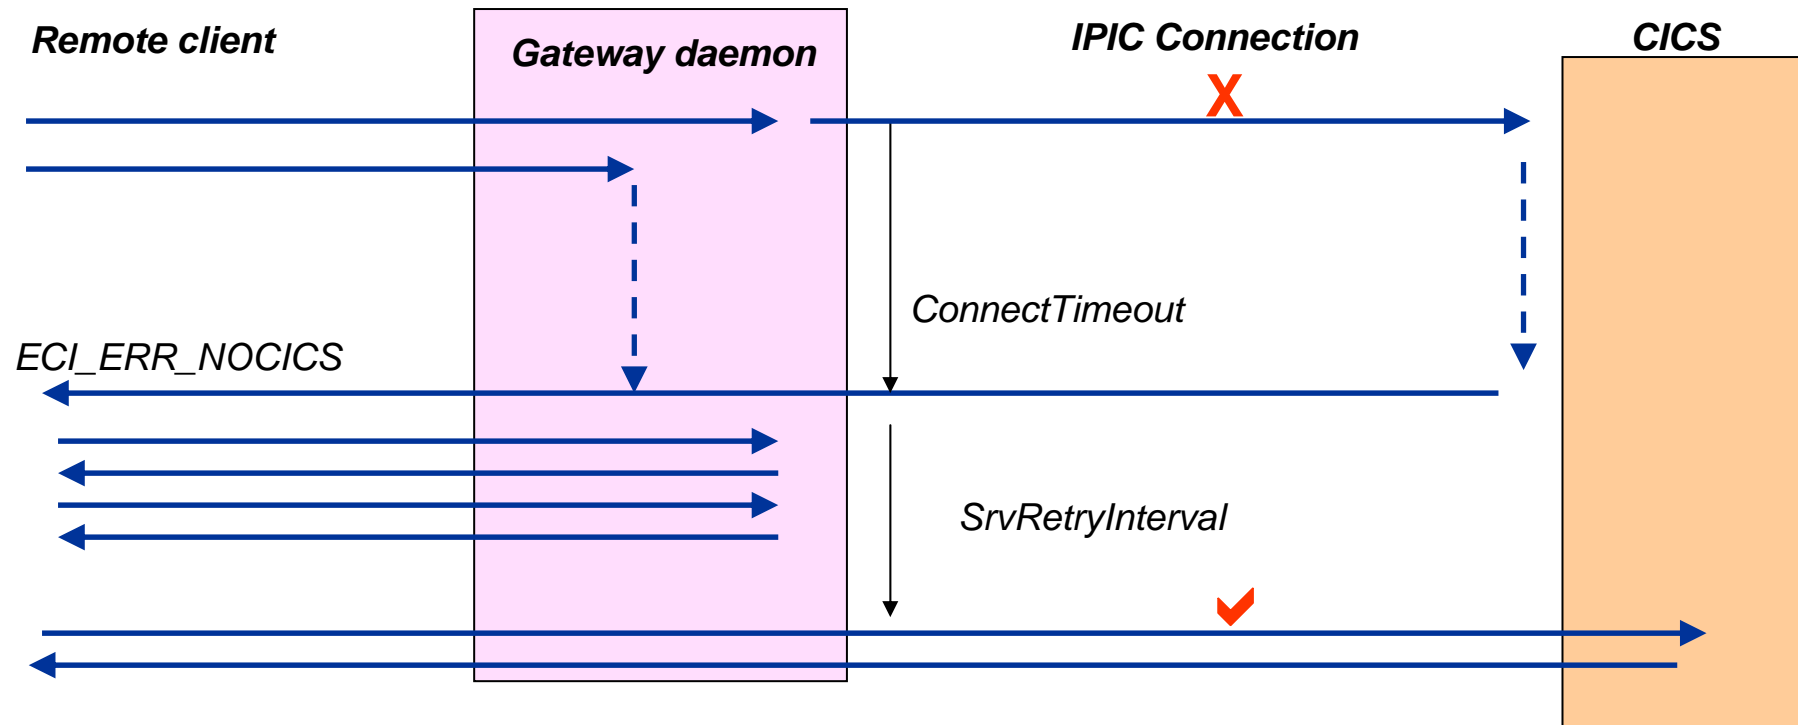 Remote client
Gateway daemon
IPIC Connection
CICS
X
ConnectTimeout
ECI_ERR_NOCICS
SrvRetryInterval